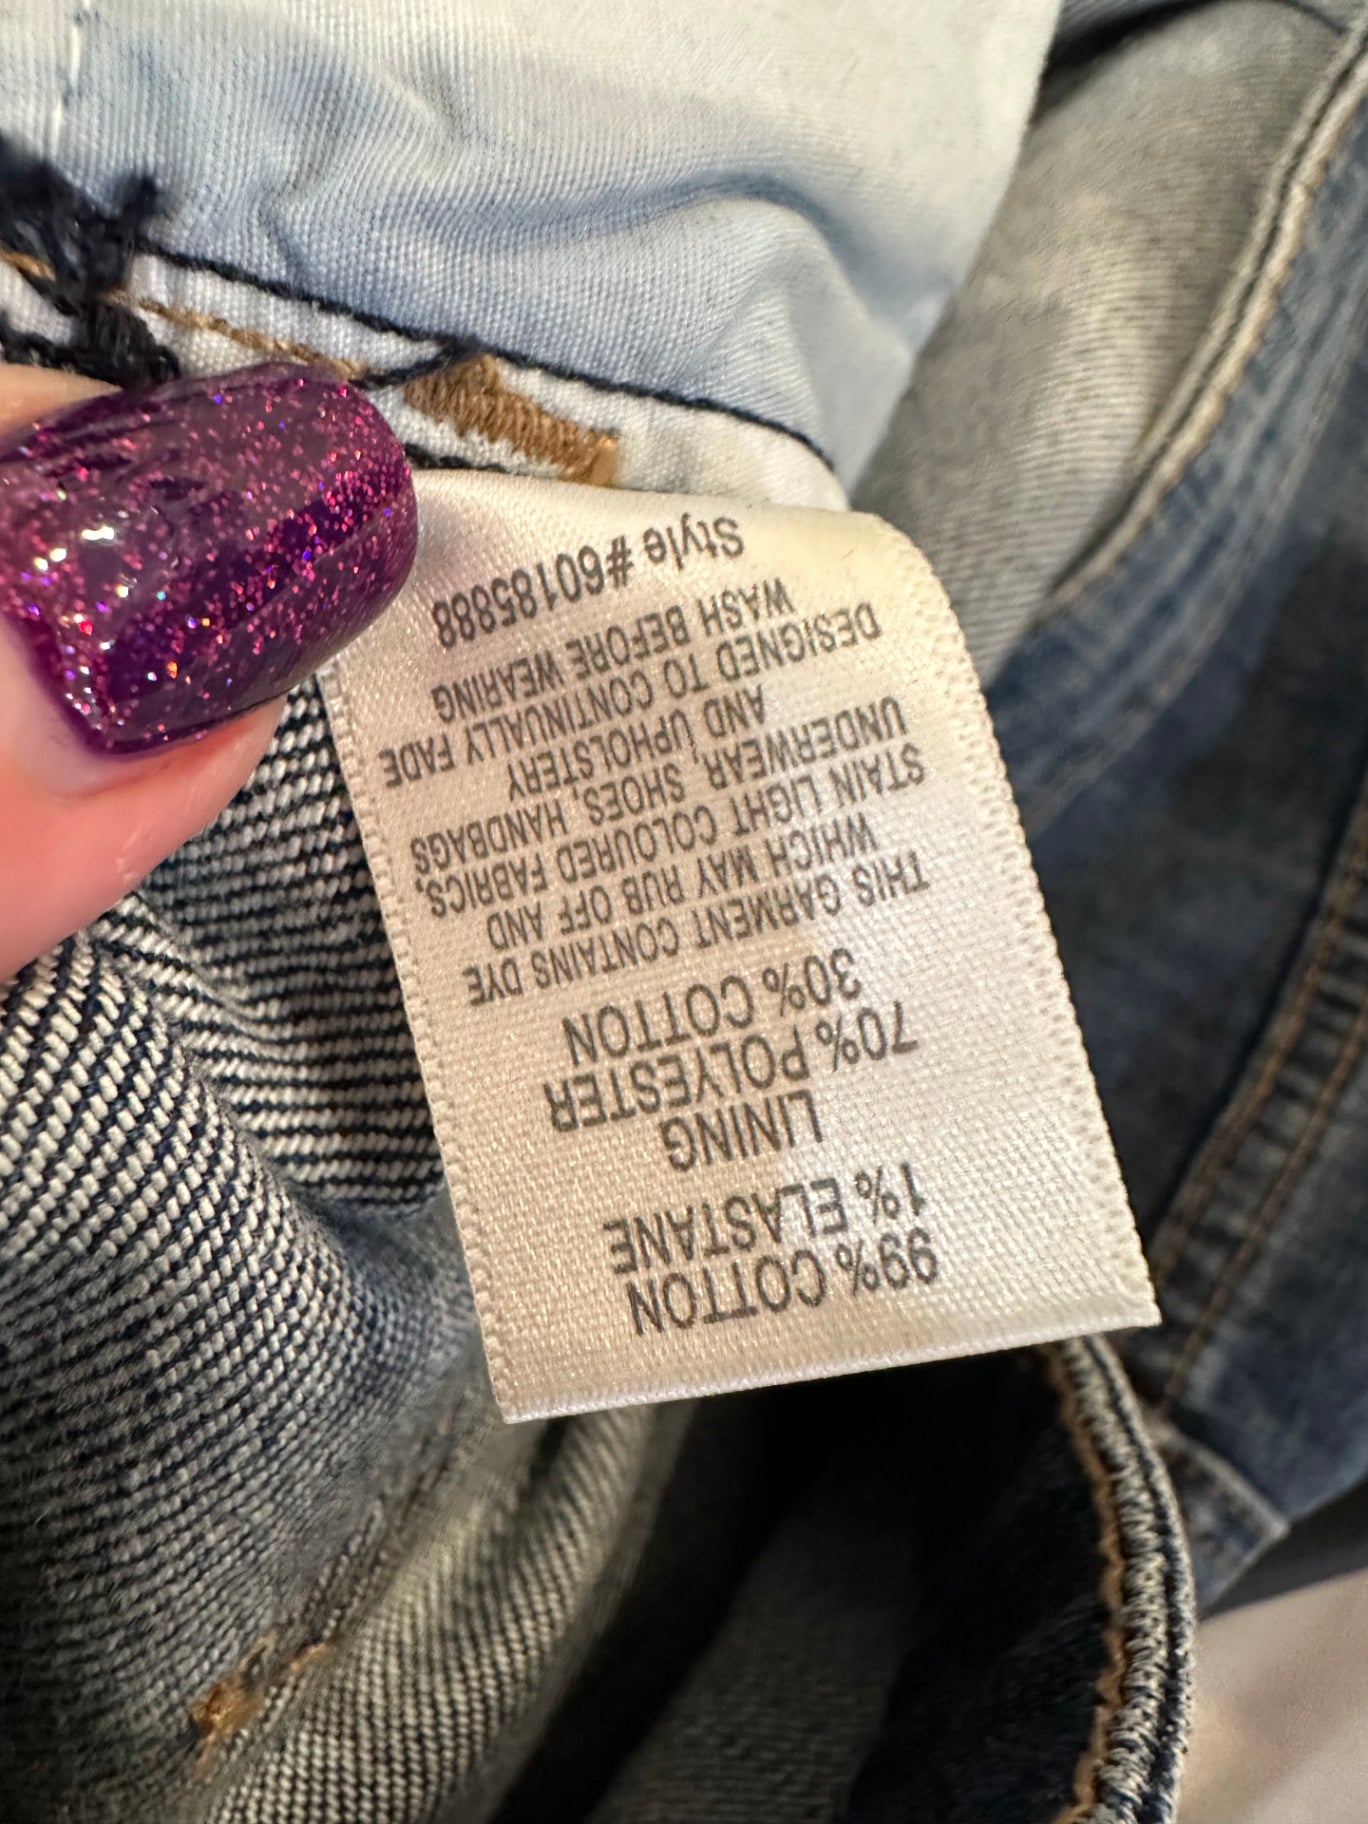 99% COTTON
1% ELASTANE
LINING
70% POLYESTER
30% COTTON
THIS GARMENT CONTAINS DYE
WHICH MAY RUB OFF AND
STAIN LIGHT COLOURED FABRICS,
UNDERWEAR, SHOES, HANDBAGS
AND UPHOLSTERY
DESIGNED TO CONTINUALLY FADE
WASH BEFORE WEARING
Style #60185888